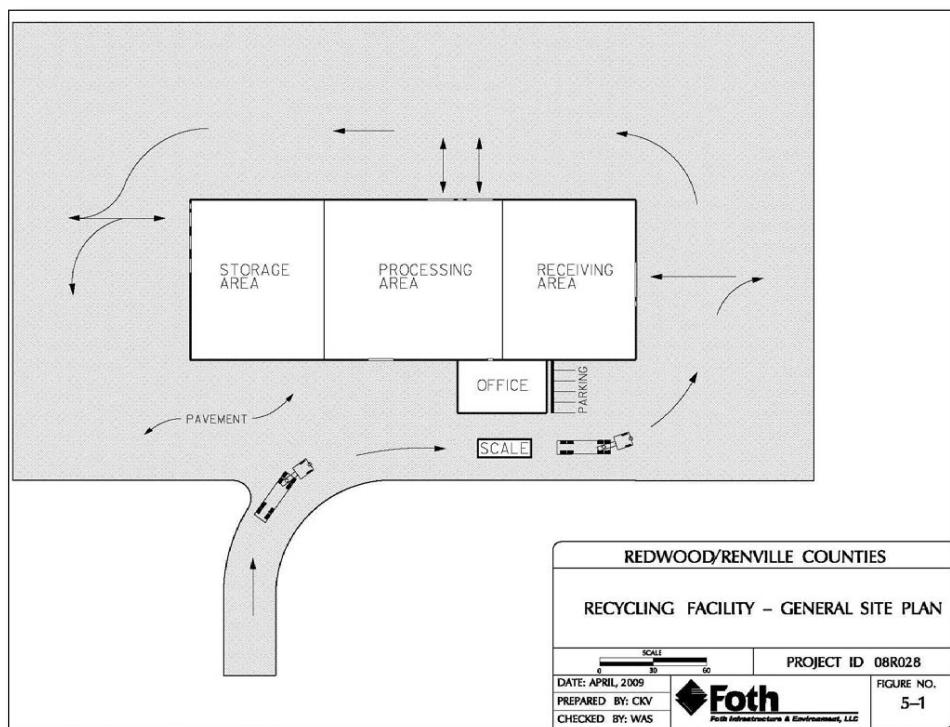 STORAGE
AREA
PROCESSING
AREA
RECEIVING
AREA
OFFICE
PARKING
PAVEMENT
SCALE
REDWOOD/RENVILLE COUNTIES
RECYCLING FACILITY - GENERAL SITE PLAN
SCALE
0 30 60
PROJECT ID 08R028
DATE: APRIL, 2009
PREPARED BY: CKV
CHECKED BY: WAS
Foth
Foth Infrastructure & Environment, LLC
FIGURE NO.
5-1